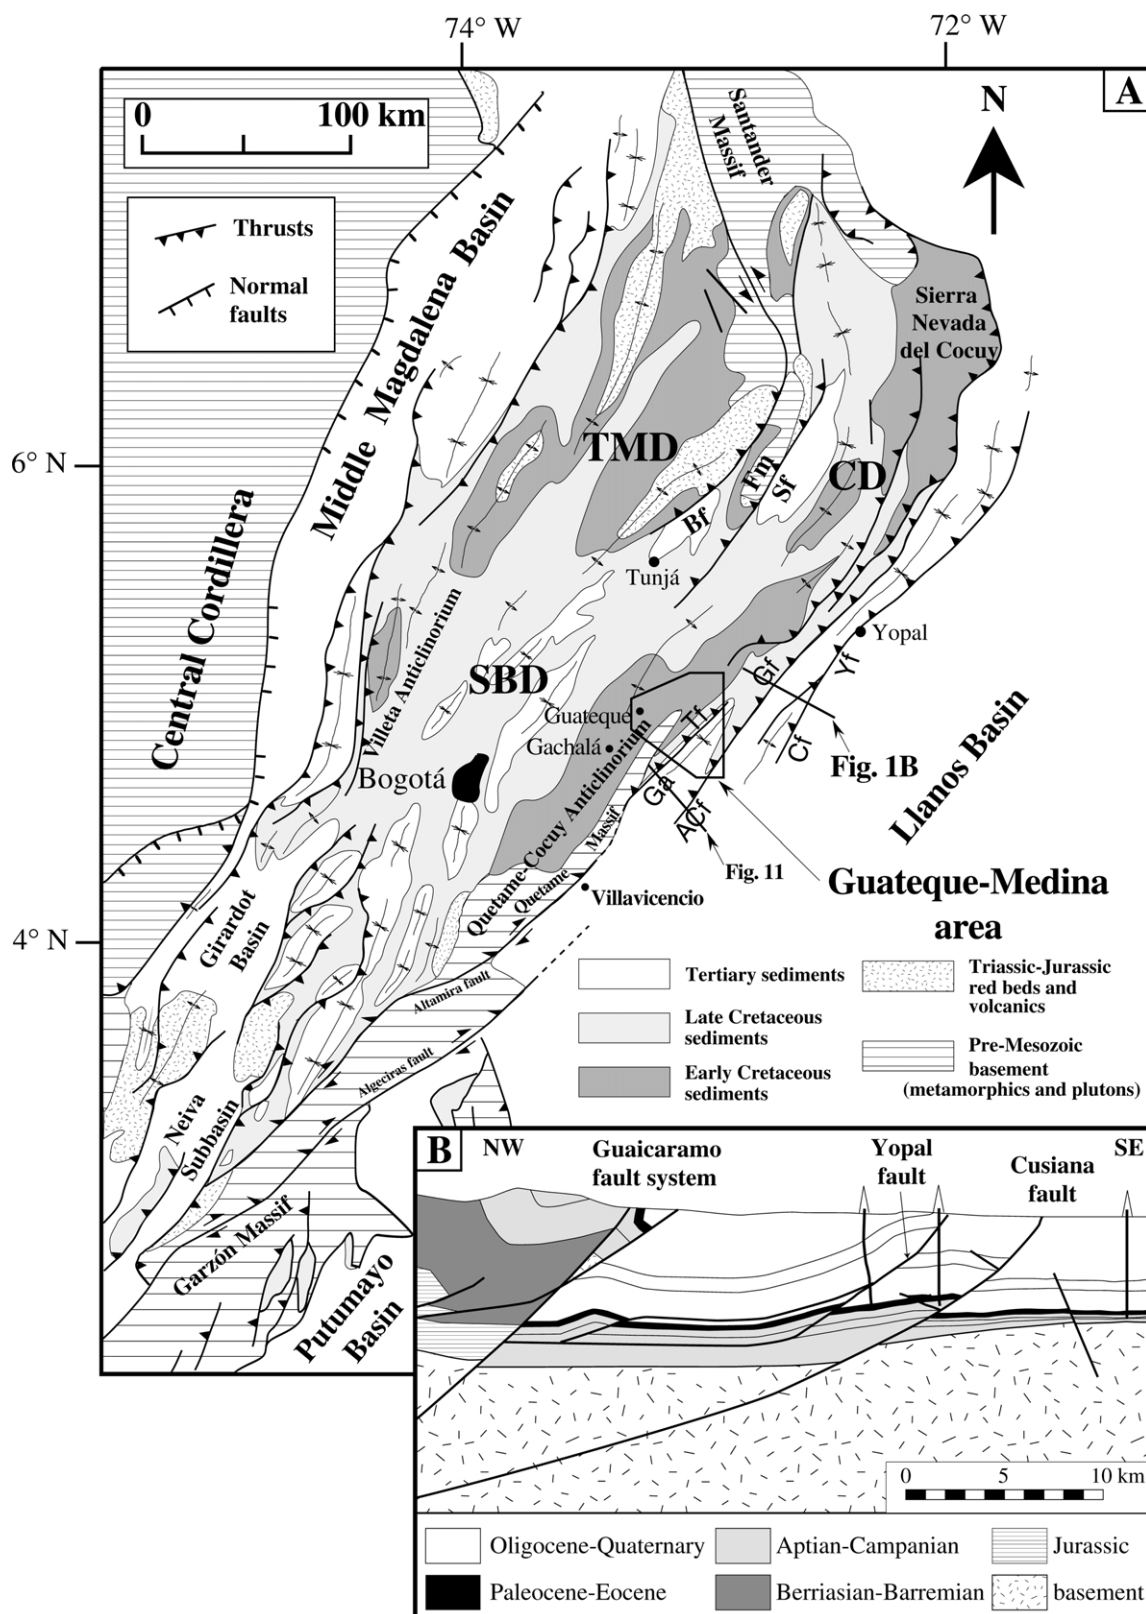 74° W
72° W
A
0 100 km
N
Thrusts
Normal
faults
Santander
Massif
Middle Magdalena Basin
Sierra
Nevada
del Cocuy
6° N
TMD
Fm
Sf
CD
Bf
Tunjá
Central Cordillera
Villeta Anticlinorium
SBD
Yopal
Gf
Yf
Guateque
Tf
Gachalá
Cf
Fig. 1B
Llanos Basin
Bogotá
Ga
ACf
Quetame-Cocuy Anticlinorium
Quetame Massif
Fig. 11
Guateque-Medina
area
Villavicencio
4° N
Girardot
Basin
Altamira fault
Algeciras fault
Neiva
Subbasin
Garzón Massif
Putumayo
Basin
Tertiary sediments
Late Cretaceous
sediments
Early Cretaceous
sediments
Triassic-Jurassic
red beds and
volcanics
Pre-Mesozoic
basement
(metamorphics and plutons)
B
NW
Guaicaramo
fault system
Yopal
fault
Cusiana
fault
SE
0 5 10 km
Oligocene-Quaternary
Aptian-Campanian
Jurassic
Paleocene-Eocene
Berriasian-Barremian
basement